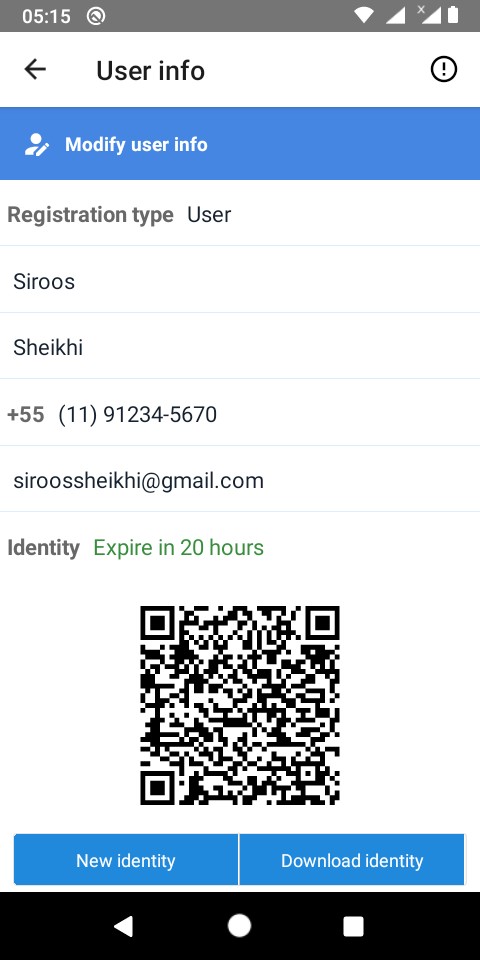 05:15
User info
Modify user info
Registration type User
Siroos
Sheikhi
+55 (11) 91234-5670
siroossheikhi@gmail.com
Identity Expire in 20 hours
New identity Download identity